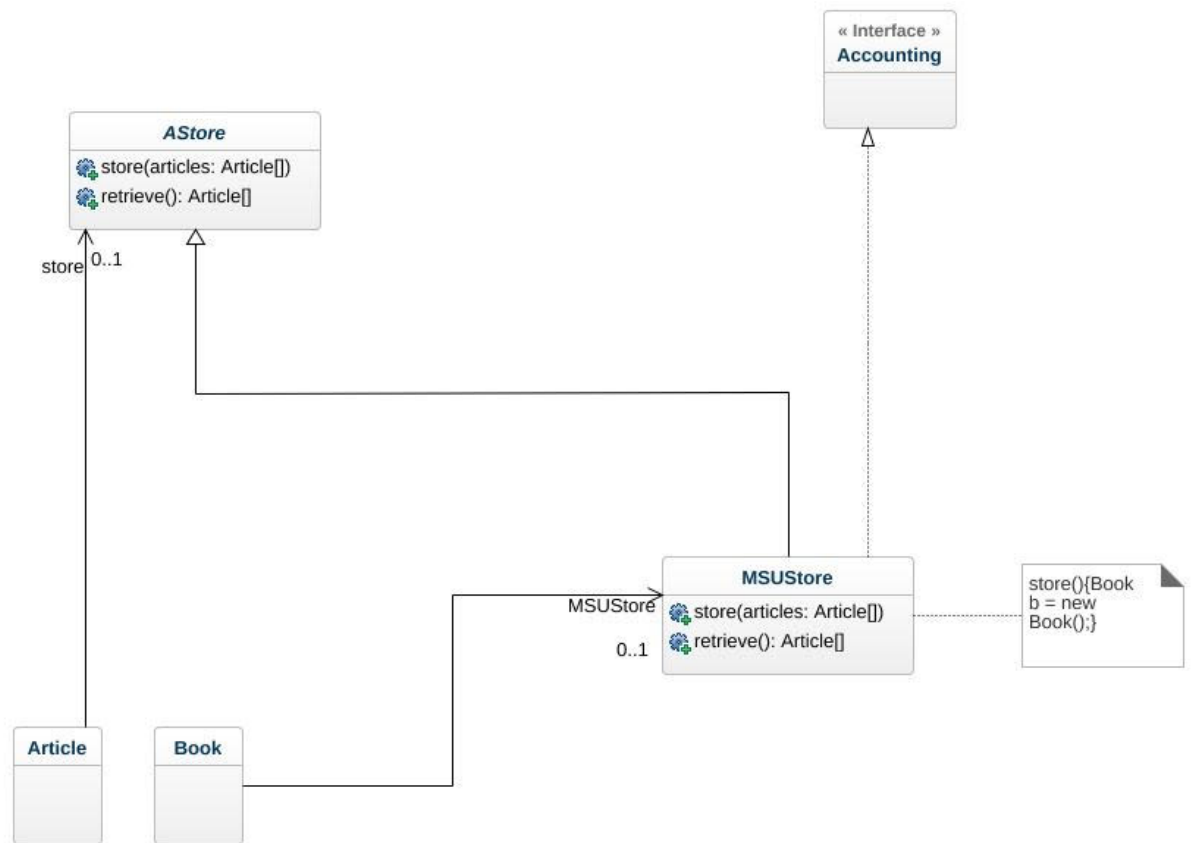 « Interface »
Accounting
AStore
store(articles: Article[])
retrieve(): Article[]
store
0..1
MSUStore
store(articles: Article[])
retrieve(): Article[]
MSUStore
0..1
store(){Book
b = new
Book();}
Article
Book